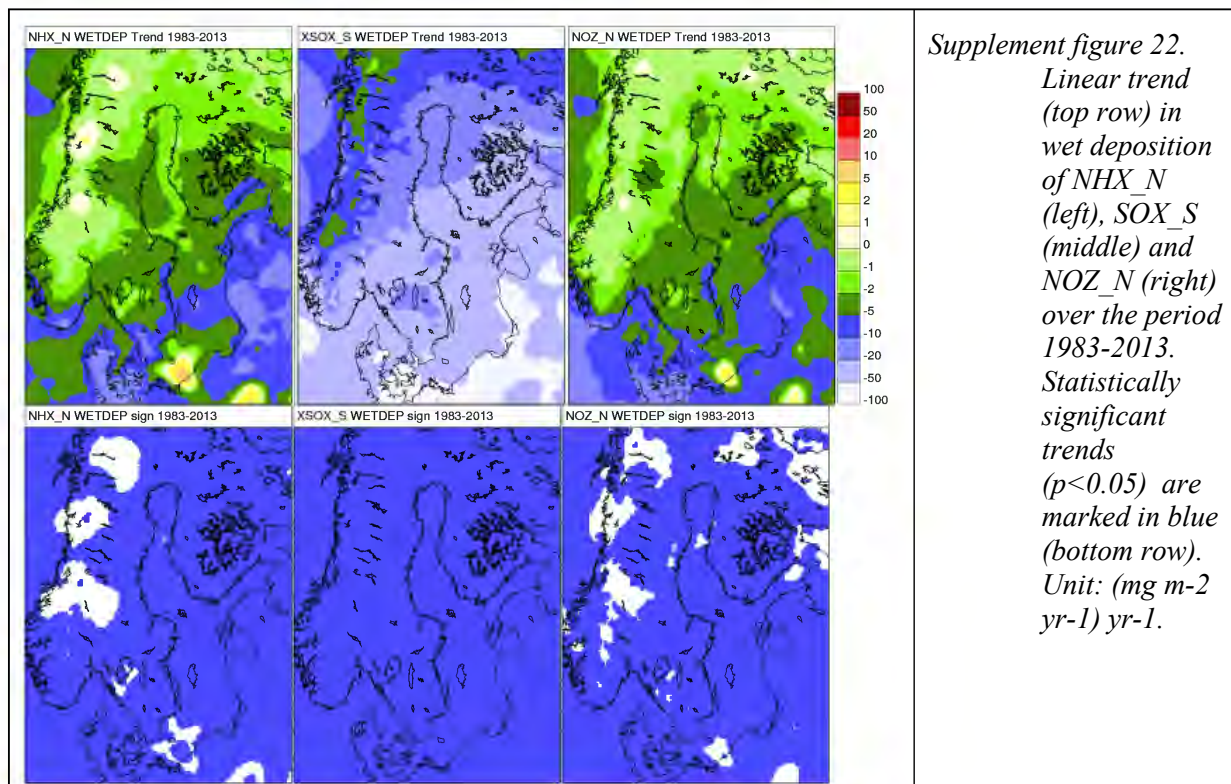 NHX_N WETDEP Trend 1983-2013
XSOX_S WETDEP Trend 1983-2013
NOZ_N WETDEP Trend 1983-2013
100
50
20
10
5
2
1
0
-1
-2
-5
-10
-20
-50
-100
NHX_N WETDEP sign 1983-2013
XSOX_S WETDEP sign 1983-2013
NOZ_N WETDEP sign 1983-2013
Supplement figure 22.
Linear trend
(top row) in
wet deposition
of NHX_N
(left), SOX_S
(middle) and
NOZ_N (right)
over the period
1983-2013.
Statistically
significant
trends
(p<0.05) are
marked in blue
(bottom row).
Unit: (mg m-2
yr-1) yr-1.